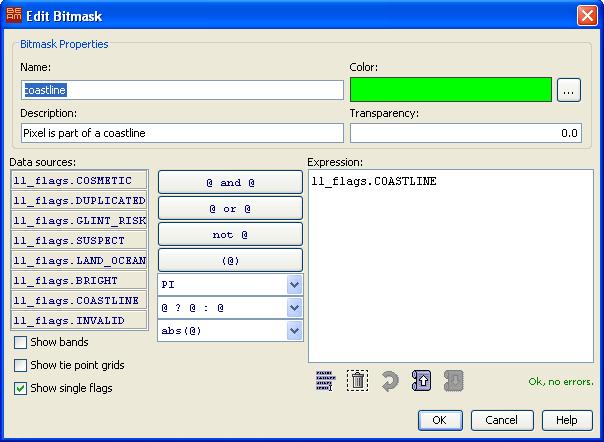 BEAM Edit Bitmask
Bitmask Properties
Name: Color:
coastline ...
Description: Transparency:
Pixel is part of a coastline 0.0
Data sources: Expression:
l1_flags.COSMETIC
l1_flags.DUPLICATED
l1_flags.GLINT_RISK
l1_flags.SUSPECT
l1_flags.LAND_OCEAN
l1_flags.BRIGHT
l1_flags.COASTLINE
l1_flags.INVALID
@ and @
@ or @
not @
(@)
PI
@ ? @ : @
abs(@)
l1_flags.COASTLINE
Show bands
Show tie point grids
Show single flags
Ok, no errors.
OK Cancel Help